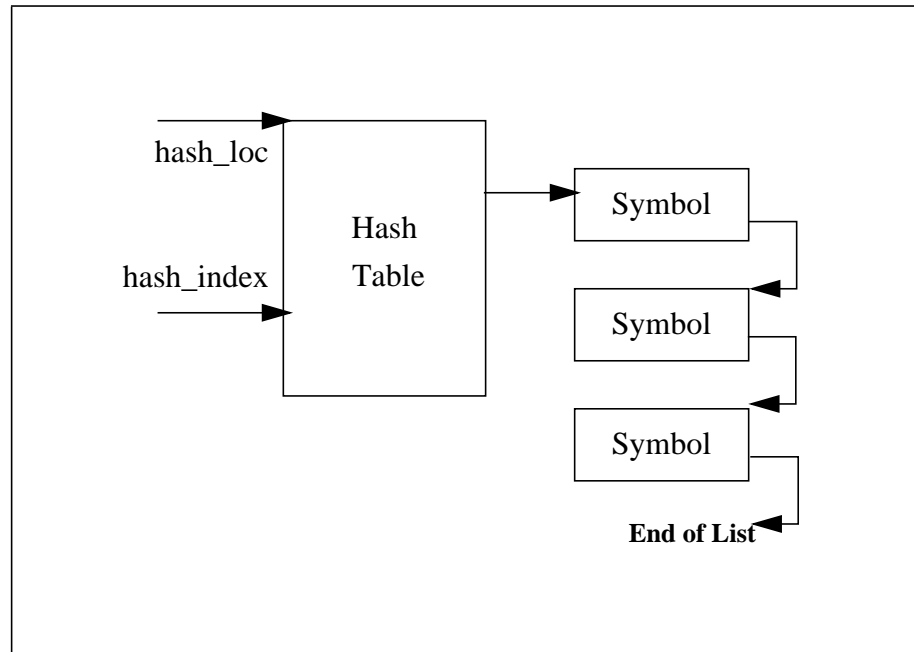 hash_loc
hash_index
Hash
Table
Symbol
Symbol
Symbol
End of List